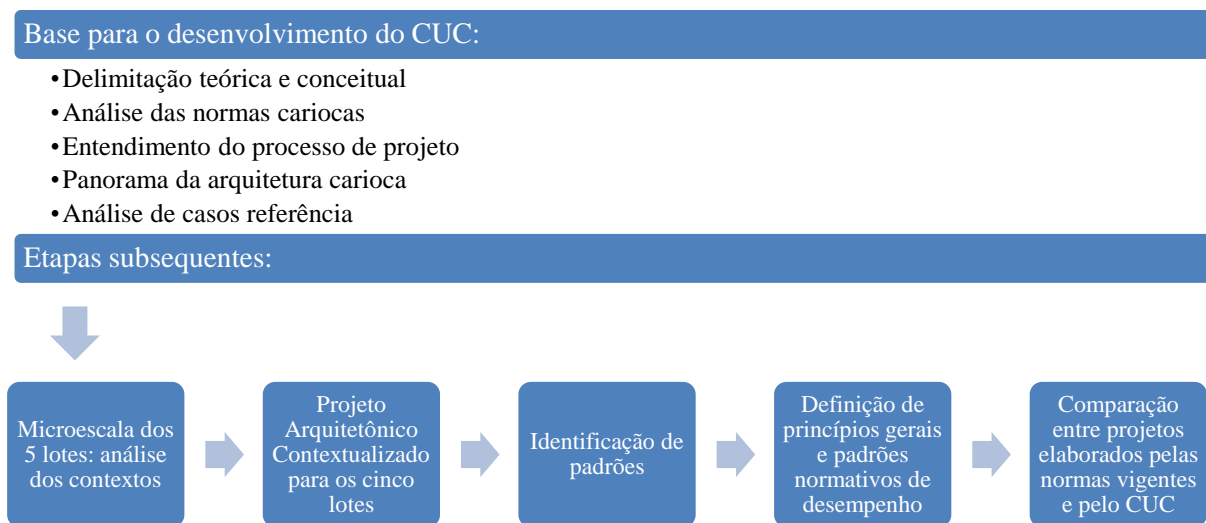 Base para o desenvolvimento do CUC:
•Delimitação teórica e conceitual
•Análise das normas cariocas
•Entendimento do processo de projeto
•Panorama da arquitetura carioca
•Análise de casos referência
Etapas subsequentes:
Microescala dos
5 lotes: análise
dos contextos
Projeto
Arquitetônico
Contextualizado
para os cinco
lotes
Identificação de
padrões
Definição de
princípios gerais
e padrões
normativos de
desempenho
Comparação
entre projetos
elaborados pelas
normas vigentes
e pelo CUC